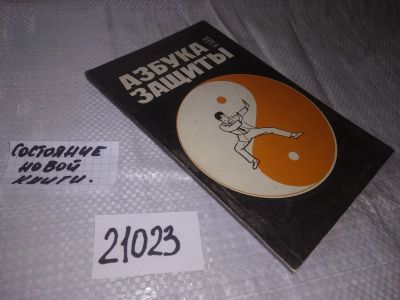 АЗБУКА
ЗАЩИТЫ
СОСТОЯНИЕ
НОВОЙ
КНИГИ.
21023